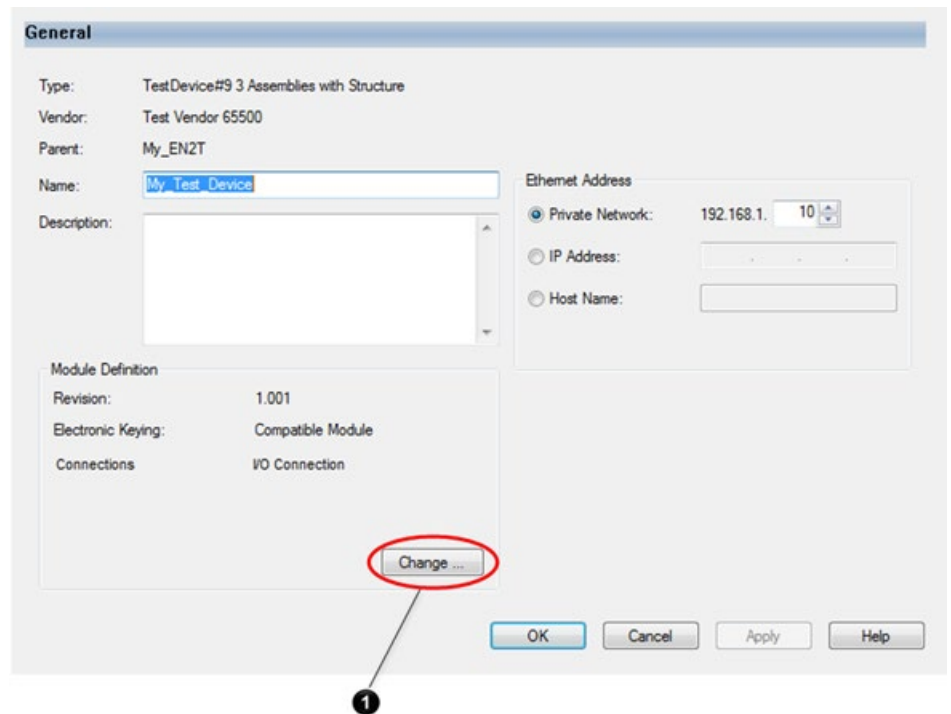 General
Type: TestDevice#9 3 Assemblies with Structure
Vendor: Test Vendor 65500
Parent: My_EN2T
Name: My_Test_Device
Description:
Ethernet Address
Private Network: 192.168.1. 10
IP Address: . . .
Host Name:
Module Definition
Revision: 1.001
Electronic Keying: Compatible Module
Connections I/O Connection
Change ...
OK Cancel Apply Help
1